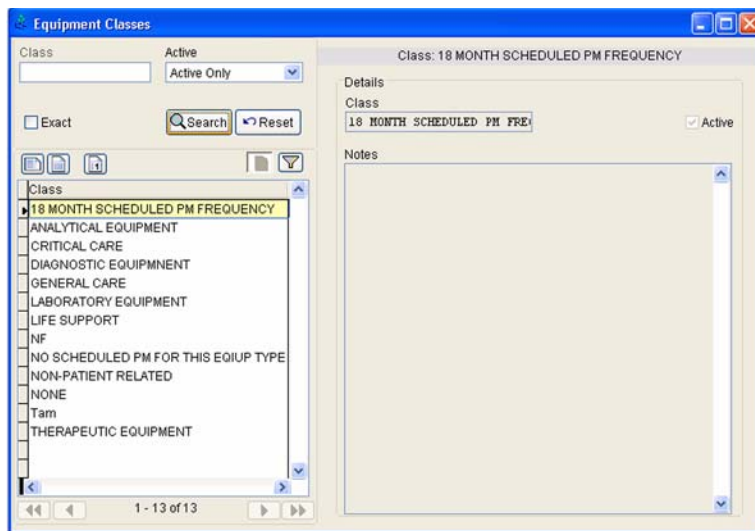 Equipment Classes
Class
Active
Active Only
Exact
Search
Reset
Class
18 MONTH SCHEDULED PM FREQUENCY
ANALYTICAL EQUIPMENT
CRITICAL CARE
DIAGNOSTIC EQUIPMNENT
GENERAL CARE
LABORATORY EQUIPMENT
LIFE SUPPORT
NF
NO SCHEDULED PM FOR THIS EQIUP TYPE
NON-PATIENT RELATED
NONE
Tam
THERAPEUTIC EQUIPMENT
1 - 13 of 13
Class: 18 MONTH SCHEDULED PM FREQUENCY
Details
Class
18 MONTH SCHEDULED PM FRE
Active
Notes